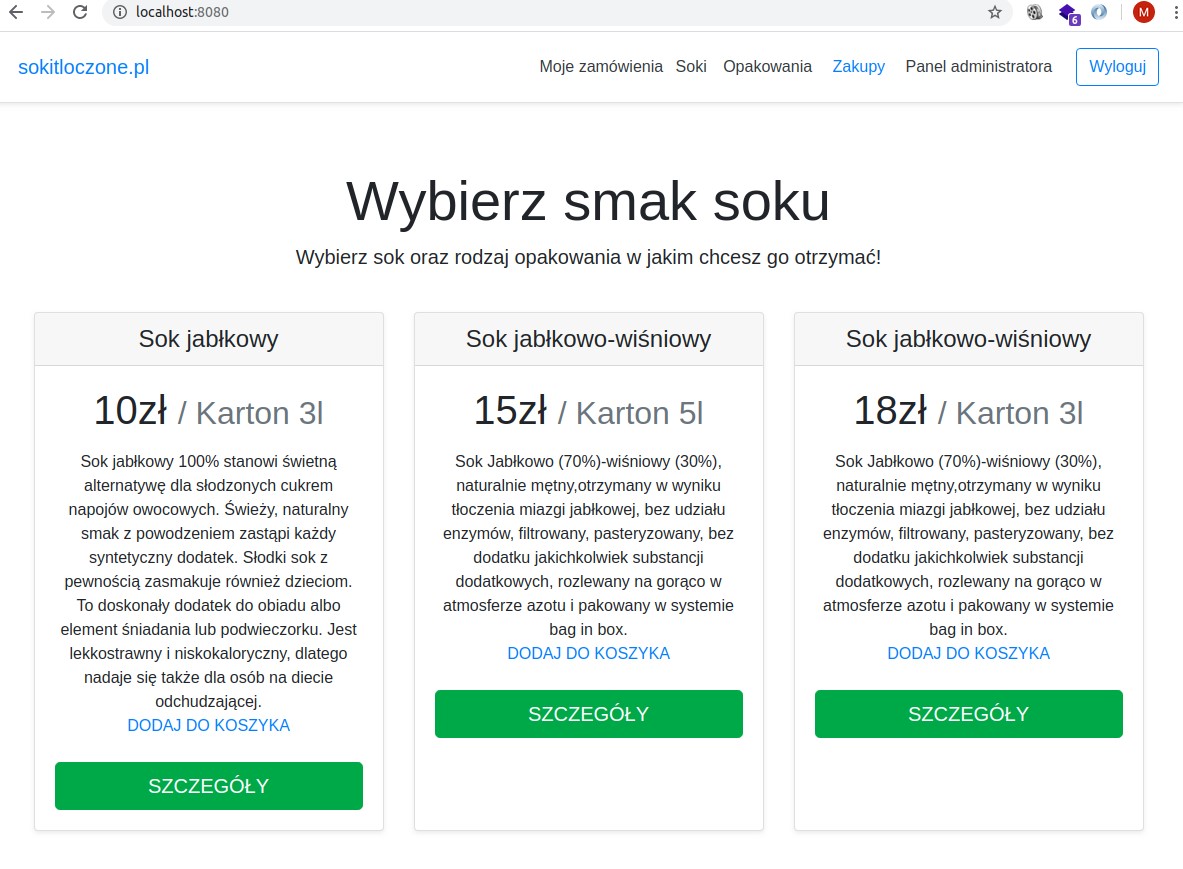 localhost:8080
6
M
sokitloczone.pl
Moje zamówienia Soki Opakowania Zakupy Panel administratora Wyloguj
Wybierz smak soku
Wybierz sok oraz rodzaj opakowania w jakim chcesz go otrzymać!
Sok jabłkowy
10zł / Karton 3l
Sok jabłkowy 100% stanowi świetną
alternatywę dla słodzonych cukrem
napojów owocowych. Świeży, naturalny
smak z powodzeniem zastąpi każdy
syntetyczny dodatek. Słodki sok z
pewnością zasmakuje również dzieciom.
To doskonały dodatek do obiadu albo
element śniadania lub podwieczorku. Jest
lekkostrawny i niskokaloryczny, dlatego
nadaje się także dla osób na diecie
odchudzającej.
DODAJ DO KOSZYKA
SZCZEGÓŁY
Sok jabłkowo-wiśniowy
15zł / Karton 5l
Sok Jabłkowo (70%)-wiśniowy (30%),
naturalnie mętny,otrzymany w wyniku
tłoczenia miazgi jabłkowej, bez udziału
enzymów, filtrowany, pasteryzowany, bez
dodatku jakichkolwiek substancji
dodatkowych, rozlewany na gorąco w
atmosferze azotu i pakowany w systemie
bag in box.
DODAJ DO KOSZYKA
SZCZEGÓŁY
Sok jabłkowo-wiśniowy
18zł / Karton 3l
Sok Jabłkowo (70%)-wiśniowy (30%),
naturalnie mętny,otrzymany w wyniku
tłoczenia miazgi jabłkowej, bez udziału
enzymów, filtrowany, pasteryzowany, bez
dodatku jakichkolwiek substancji
dodatkowych, rozlewany na gorąco w
atmosferze azotu i pakowany w systemie
bag in box.
DODAJ DO KOSZYKA
SZCZEGÓŁY